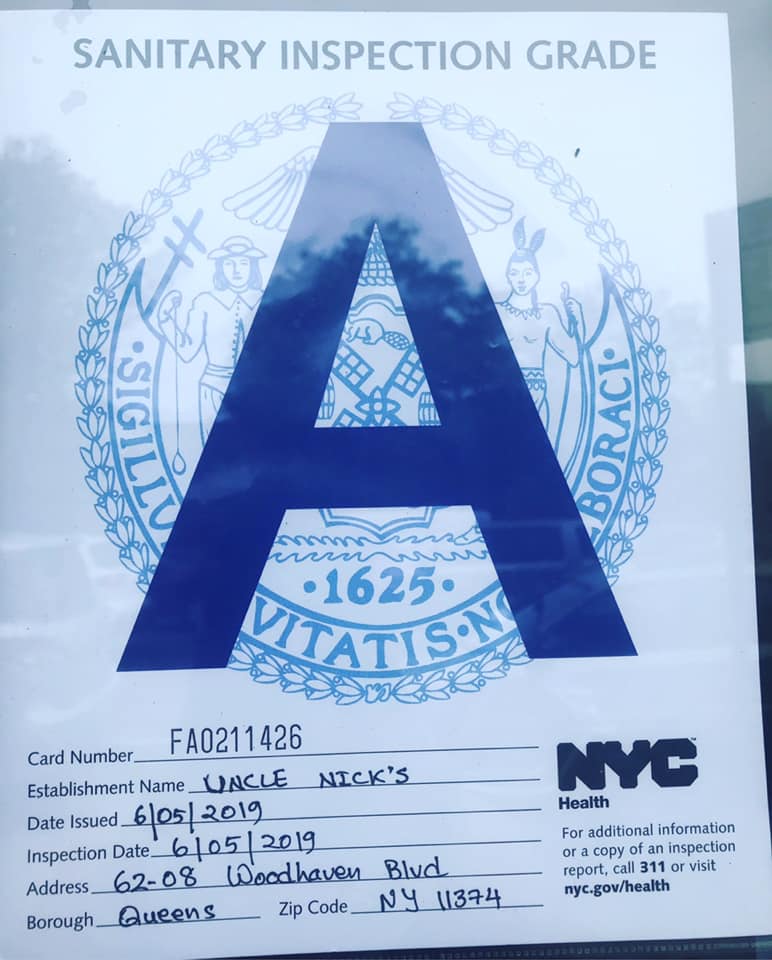 SANITARY INSPECTION GRADE
A
·SIGILLV
BORACI·
·1625·
VITATIS·N
Card Number FA0211426
Establishment Name UNCLE NICK'S
Date Issued 6/05/2019
Inspection Date 6/05/2019
Address 62-08 Woodhaven Blvd
Borough Queens Zip Code NY 11374
NYC
Health
For additional information
or a copy of an inspection
report, call 311 or visit
nyc.gov/health